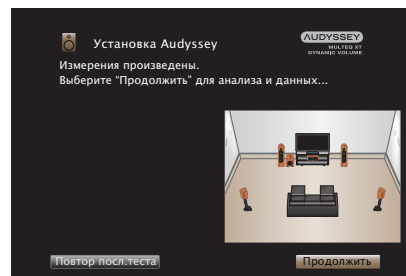 Установка Audyssey
AUDYSSEY
MULTEQ XT
DYNAMIC VOLUME
Измерения произведены.
Выберите “Продолжить” для анализа и данных...
Повтор посл.теста
Продолжить